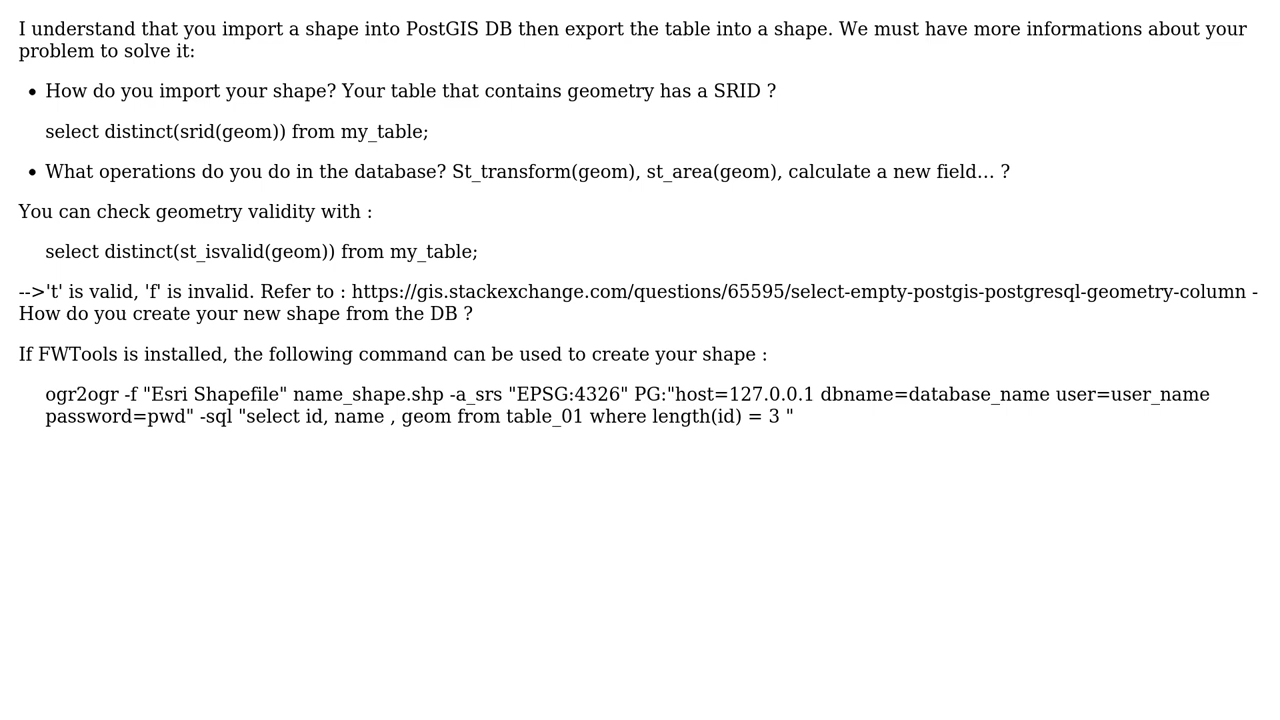 I understand that you import a shape into PostGIS DB then export the table into a shape. We must have more informations about your
problem to solve it:
• How do you import your shape? Your table that contains geometry has a SRID ?
select distinct(srid(geom)) from my_table;
• What operations do you do in the database? St_transform(geom), st_area(geom), calculate a new field... ?
You can check geometry validity with :
select distinct(st_isvalid(geom)) from my_table;
-->'t' is valid, 'f' is invalid. Refer to : https://gis.stackexchange.com/questions/65595/select-empty-postgis-postgresql-geometry-column -
How do you create your new shape from the DB ?
If FWTools is installed, the following command can be used to create your shape :
ogr2ogr -f "Esri Shapefile" name_shape.shp -a_srs "EPSG:4326" PG:"host=127.0.0.1 dbname=database_name user=user_name
password=pwd" -sql "select id, name , geom from table_01 where length(id) = 3 "